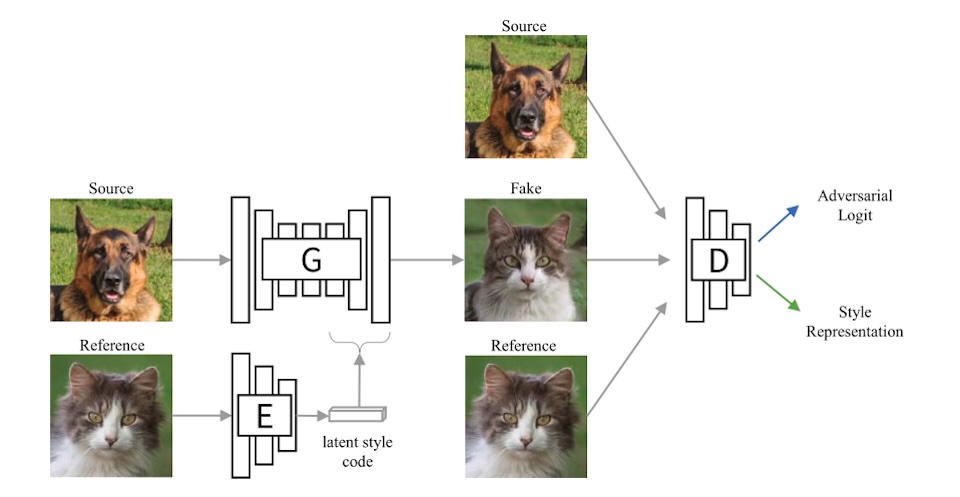 Source
Source
Fake
G
D
Adversarial
Logit
Style
Representation
Reference
Reference
E
latent style
code